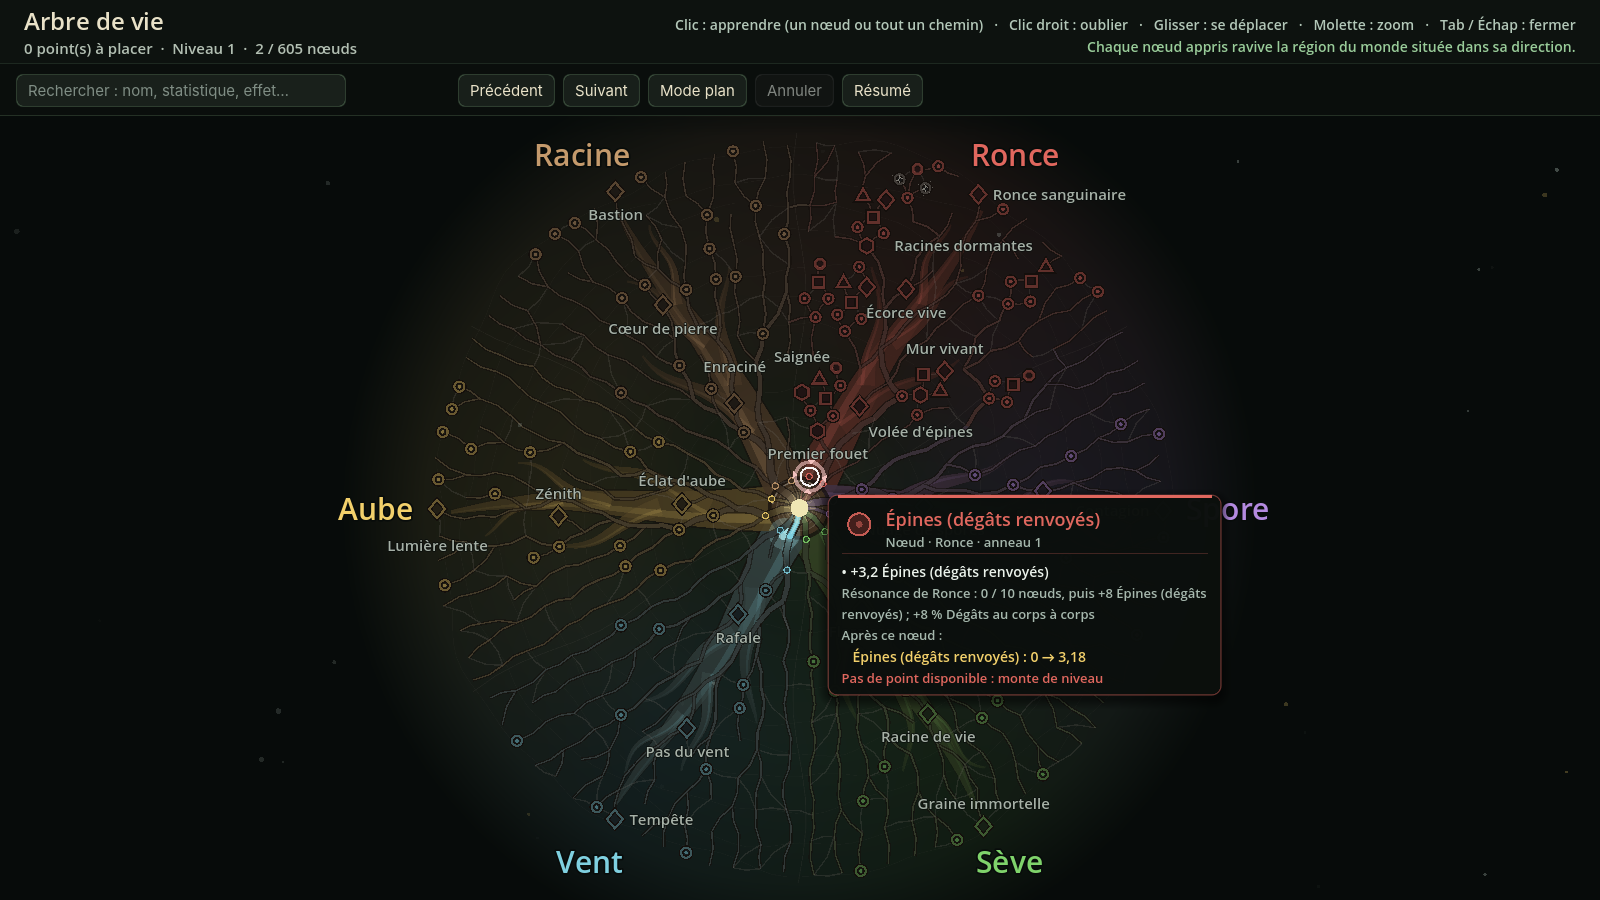 Arbre de vie
0 point(s) à placer · Niveau 1 · 2 / 605 nœuds
Clic : apprendre (un nœud ou tout un chemin) · Clic droit : oublier · Glisser : se déplacer · Molette : zoom · Tab / Échap : fermer
Chaque nœud appris ravive la région du monde située dans sa direction.
Rechercher : nom, statistique, effet...
Précédent
Suivant
Mode plan
Annuler
Résumé
Racine
Ronce
Ronce sanguinaire
Bastion
Racines dormantes
Écorce vive
Cœur de pierre
Mur vivant
Saignée
Enraciné
Volée d'épines
Premier fouet
Éclat d'aube
Zénith
Aube
Lumière lente
ore
Épines (dégâts renvoyés)
Nœud · Ronce · anneau 1
• +3,2 Épines (dégâts renvoyés)
Résonance de Ronce : 0 / 10 nœuds, puis +8 Épines (dégâts
renvoyés) ; +8 % Dégâts au corps à corps
Après ce nœud :
Épines (dégâts renvoyés) : 0 → 3,18
Pas de point disponible : monte de niveau
Rafale
Pas du vent
Racine de vie
Graine immortelle
Tempête
Vent
Sève